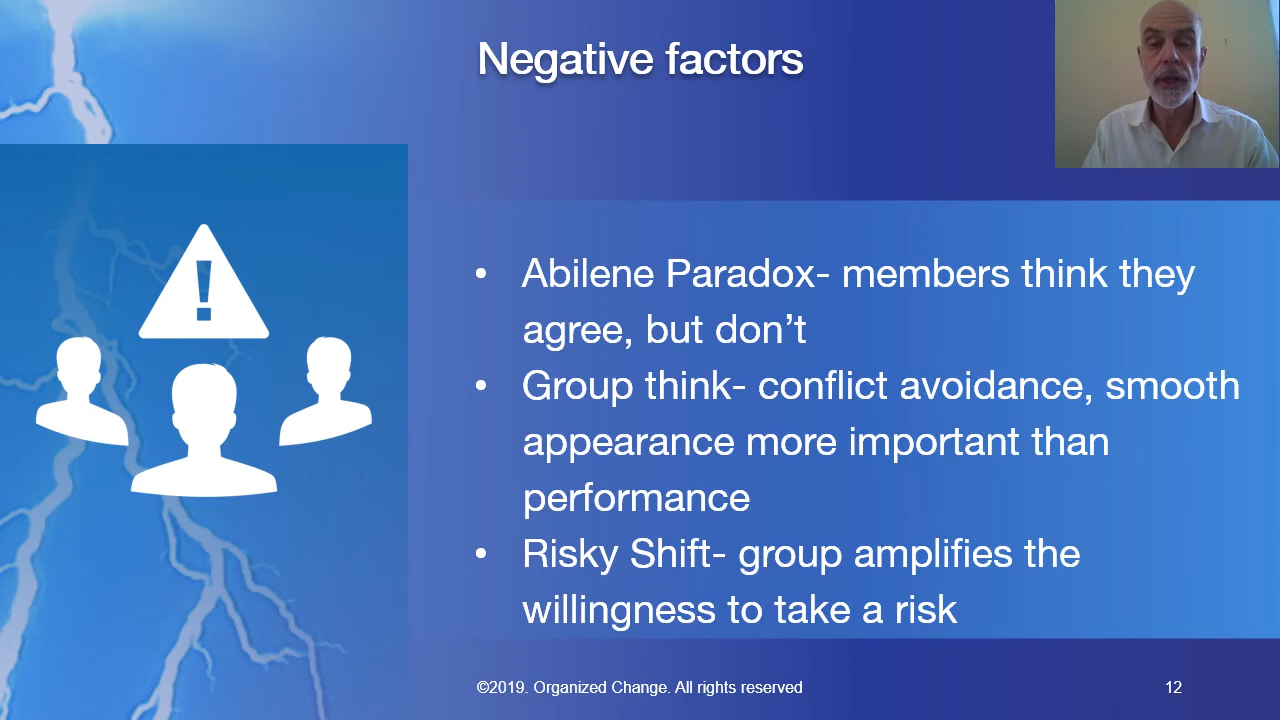 Negative factors
• Abilene Paradox- members think they
agree, but don’t
• Group think- conflict avoidance, smooth
appearance more important than
performance
• Risky Shift- group amplifies the
willingness to take a risk
©2019. Organized Change. All rights reserved
12